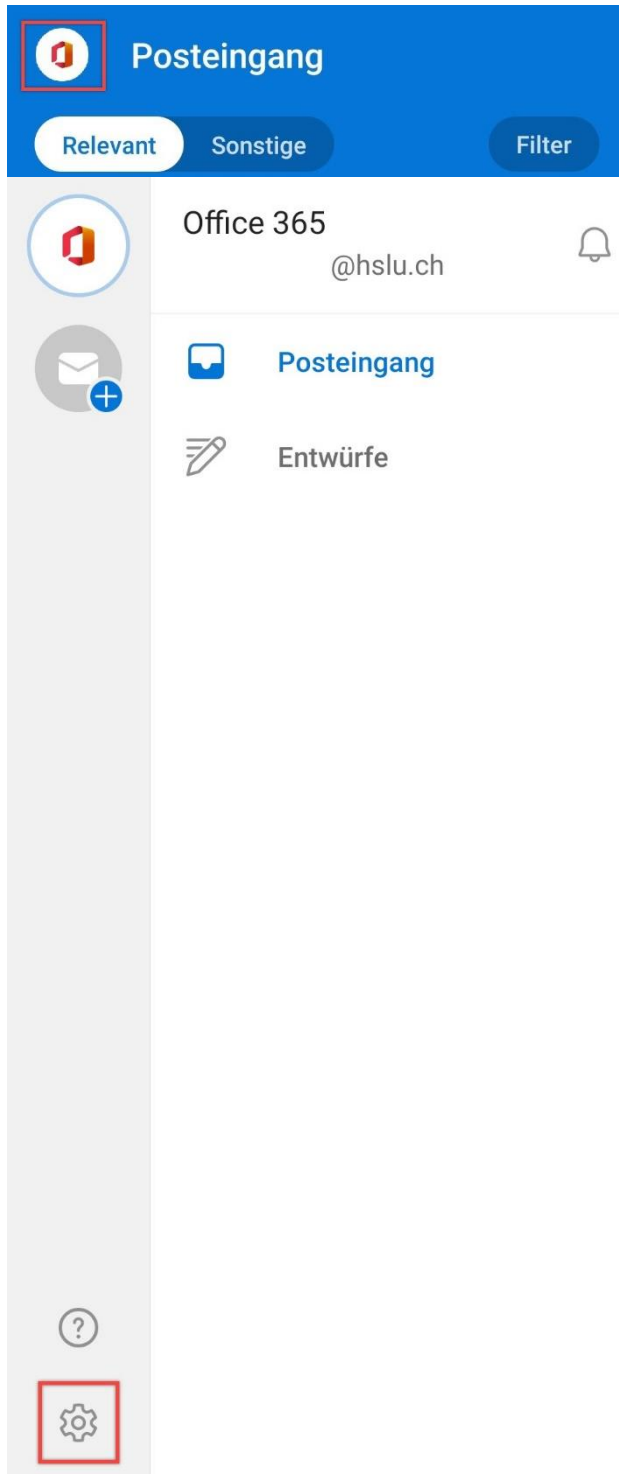 Posteingang
Relevant Sonstige Filter
Office 365
@hslu.ch
Posteingang
Entwürfe